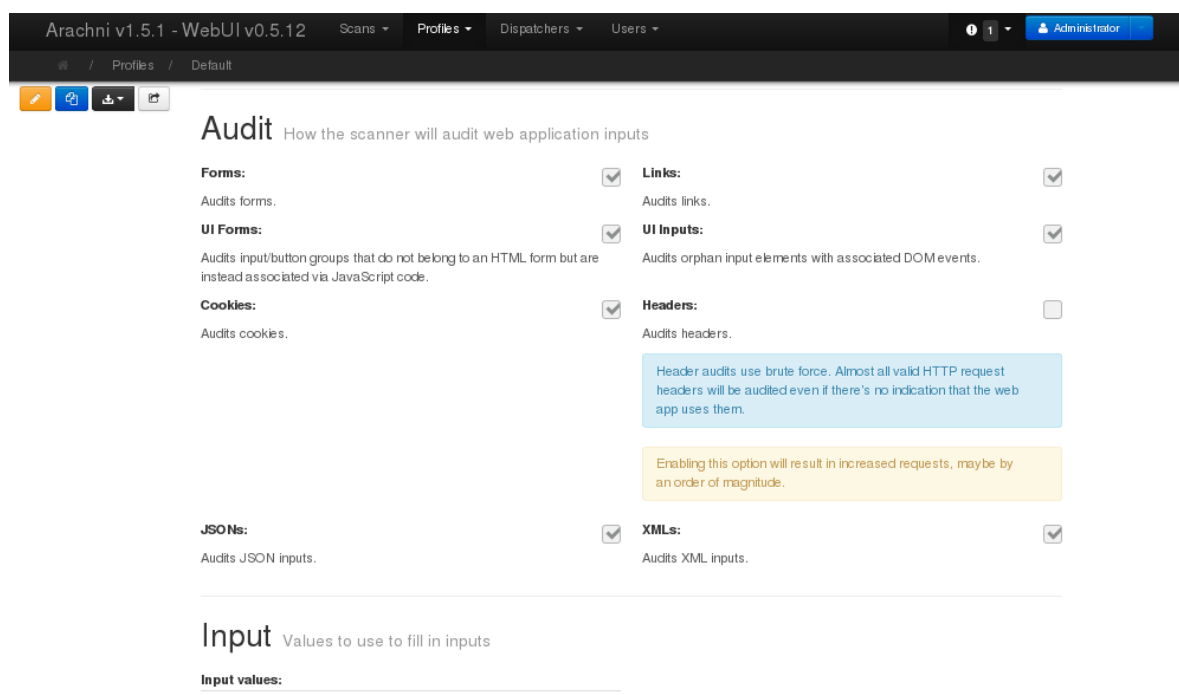 Arachni v1.5.1 - WebUI v0.5.12 Scans Profiles Dispatchers Users 1 Administrator
/ Profiles / Default
Audit How the scanner will audit web application inputs
Forms:
Audits forms.
Links:
Audits links.
UI Forms:
Audits input/button groups that do not belong to an HTML form but are
instead associated via JavaScript code.
UI Inputs:
Audits orphan input elements with associated DOM events.
Cookies:
Audits cookies.
Headers:
Audits headers.
Header audits use brute force. Almost all valid HTTP request
headers will be audited even if there's no indication that the web
app uses them.
Enabling this option will result in increased requests, maybe by
an order of magnitude.
JSONs:
Audits JSON inputs.
XMLs:
Audits XML inputs.
Input Values to use to fill in inputs
Input values: